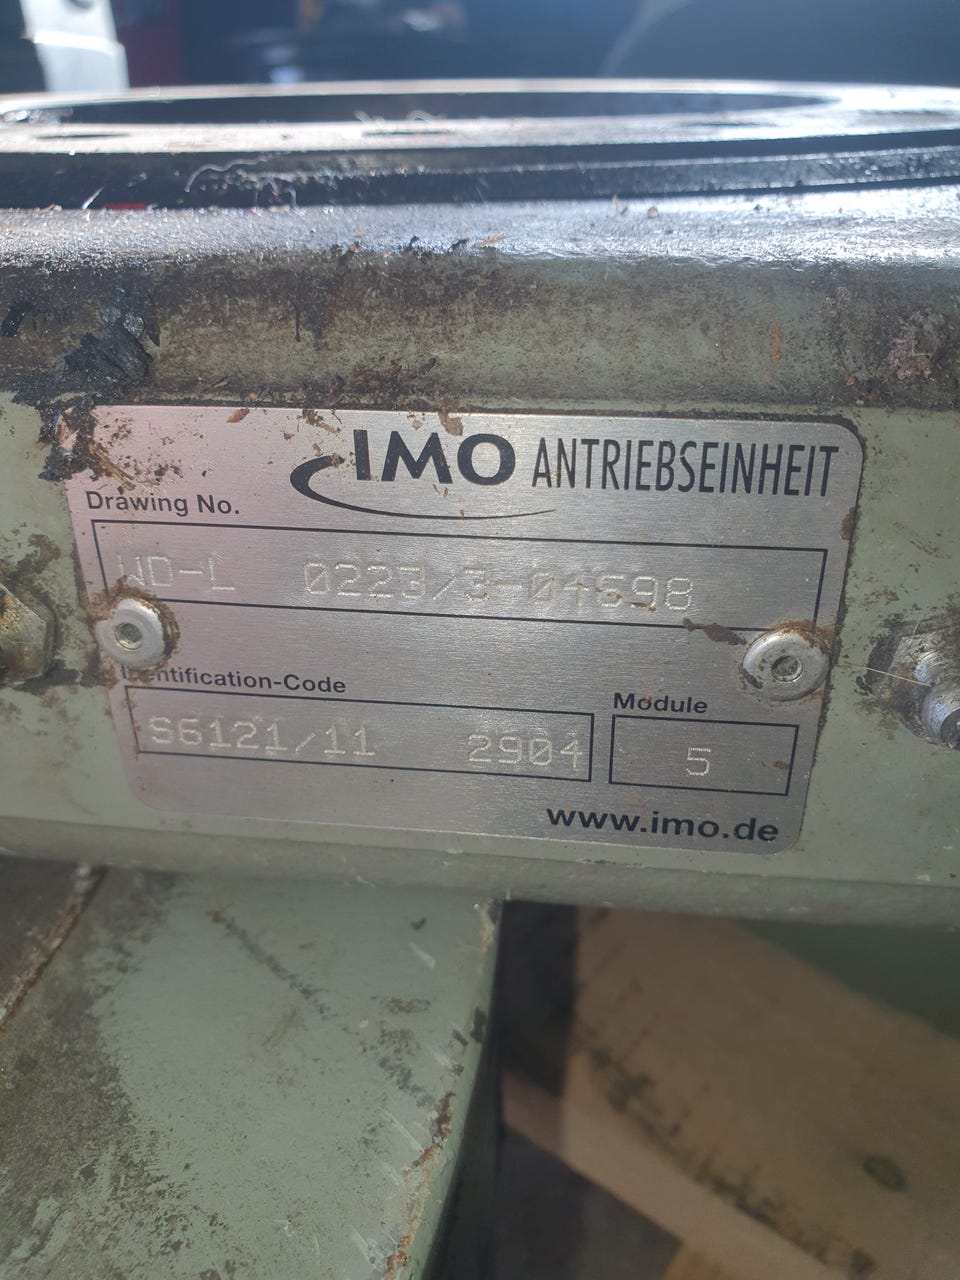 IMO ANTRIEBSEINHEIT
Drawing No.
WD-L 0223/3-04598
Identification-Code
Module
S6121/11 2904
5
www.imo.de